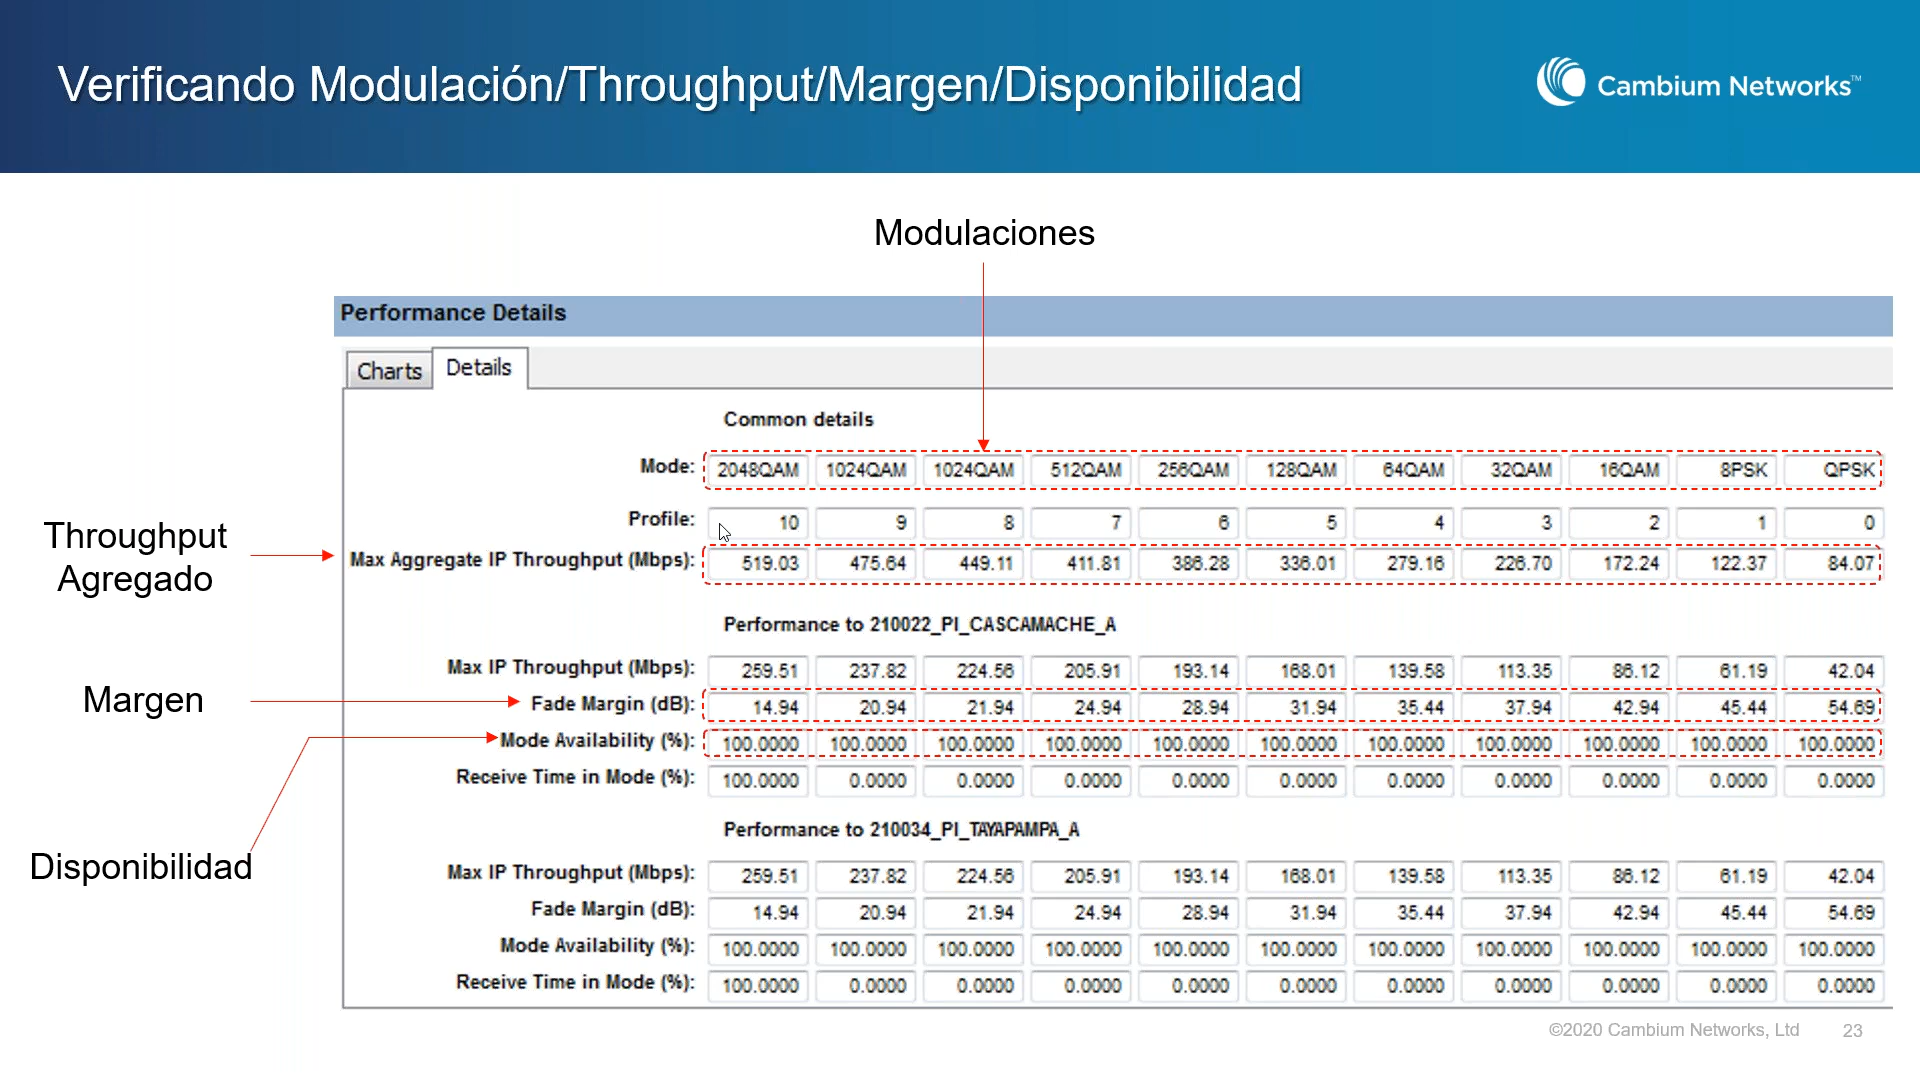 Verificando Modulación/Throughput/Margen/Disponibilidad
Cambium Networks™
Modulaciones
Performance Details
Charts Details
Common details
Mode: 2048QAM 1024QAM 1024QAM 512QAM 256QAM 128QAM 64QAM 32QAM 16QAM 8PSK QPSK
Profile: 10 9 8 7 6 5 4 3 2 1 0
Throughput
Agregado
Max Aggregate IP Throughput (Mbps): 519.03 475.64 449.11 411.81 386.28 336.01 279.16 226.70 172.24 122.37 84.07
Performance to 210022_PI_CASCAMACHE_A
Max IP Throughput (Mbps): 259.51 237.82 224.56 205.91 193.14 168.01 139.58 113.35 86.12 61.19 42.04
Margen
Fade Margin (dB): 14.94 20.94 21.94 24.94 28.94 31.94 35.44 37.94 42.94 45.44 54.69
Mode Availability (%): 100.0000 100.0000 100.0000 100.0000 100.0000 100.0000 100.0000 100.0000 100.0000 100.0000 100.0000
Receive Time in Mode (%): 100.0000 0.0000 0.0000 0.0000 0.0000 0.0000 0.0000 0.0000 0.0000 0.0000 0.0000
Disponibilidad
Performance to 210034_PI_TAYAPAMPA_A
Max IP Throughput (Mbps): 259.51 237.82 224.56 205.91 193.14 168.01 139.58 113.35 86.12 61.19 42.04
Fade Margin (dB): 14.94 20.94 21.94 24.94 28.94 31.94 35.44 37.94 42.94 45.44 54.69
Mode Availability (%): 100.0000 100.0000 100.0000 100.0000 100.0000 100.0000 100.0000 100.0000 100.0000 100.0000 100.0000
Receive Time in Mode (%): 100.0000 0.0000 0.0000 0.0000 0.0000 0.0000 0.0000 0.0000 0.0000 0.0000 0.0000
©2020 Cambium Networks, Ltd 23